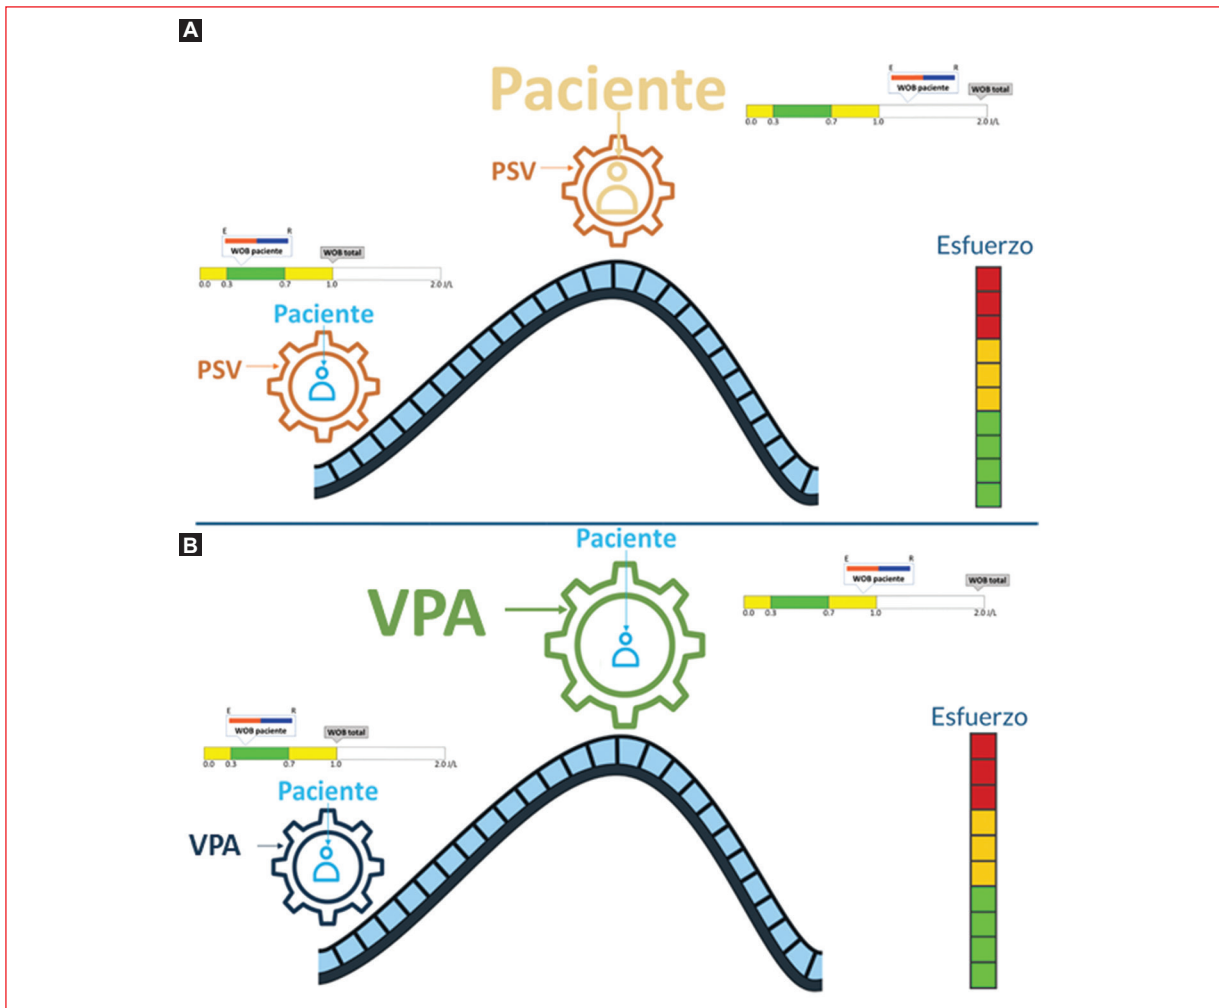 A
Paciente
E R
WOB paciente
WOB total
0.0 0.3 0.7 1.0 2.0 J/L
PSV
Esfuerzo
E R
WOB paciente
WOB total
0.0 0.3 0.7 1.0 2.0 J/L
Paciente
PSV
B
Paciente
VPA
E R
WOB paciente
WOB total
0.0 0.3 0.7 1.0 2.0 J/L
Esfuerzo
E R
WOB paciente
WOB total
0.0 0.3 0.7 1.0 2.0 J/L
Paciente
VPA